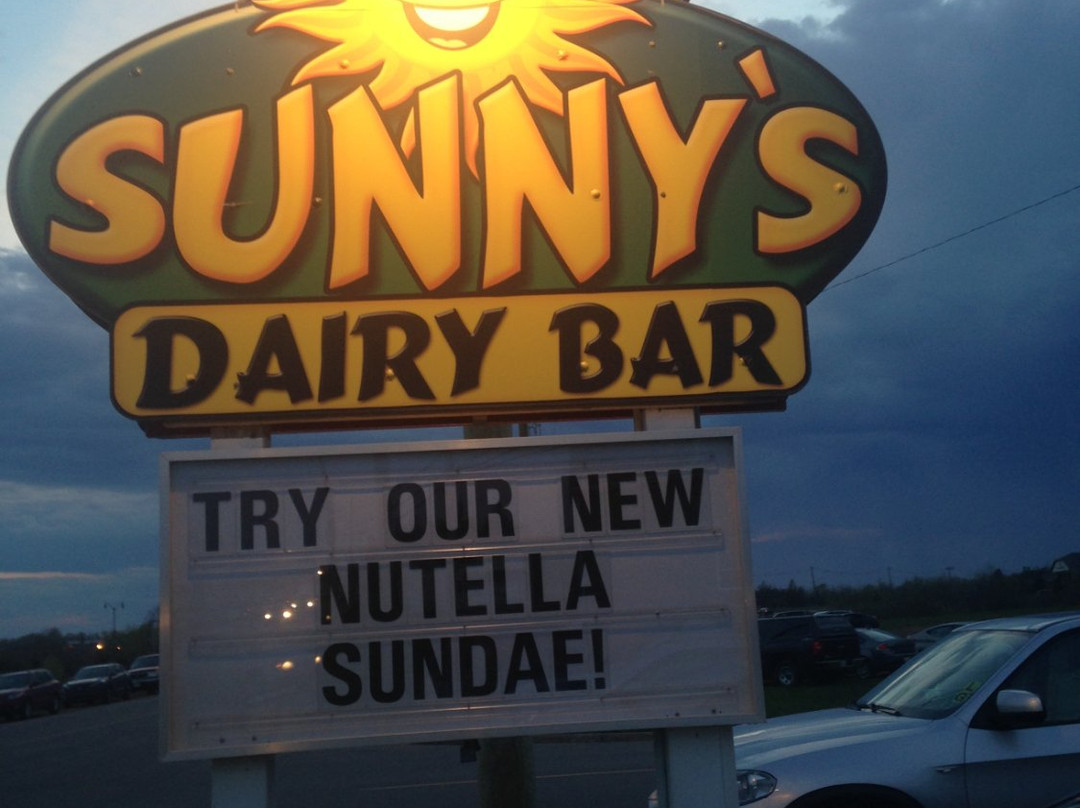 SUNNY'S
DAIRY BAR
TRY OUR NEW
NUTELLA
SUNDAE!